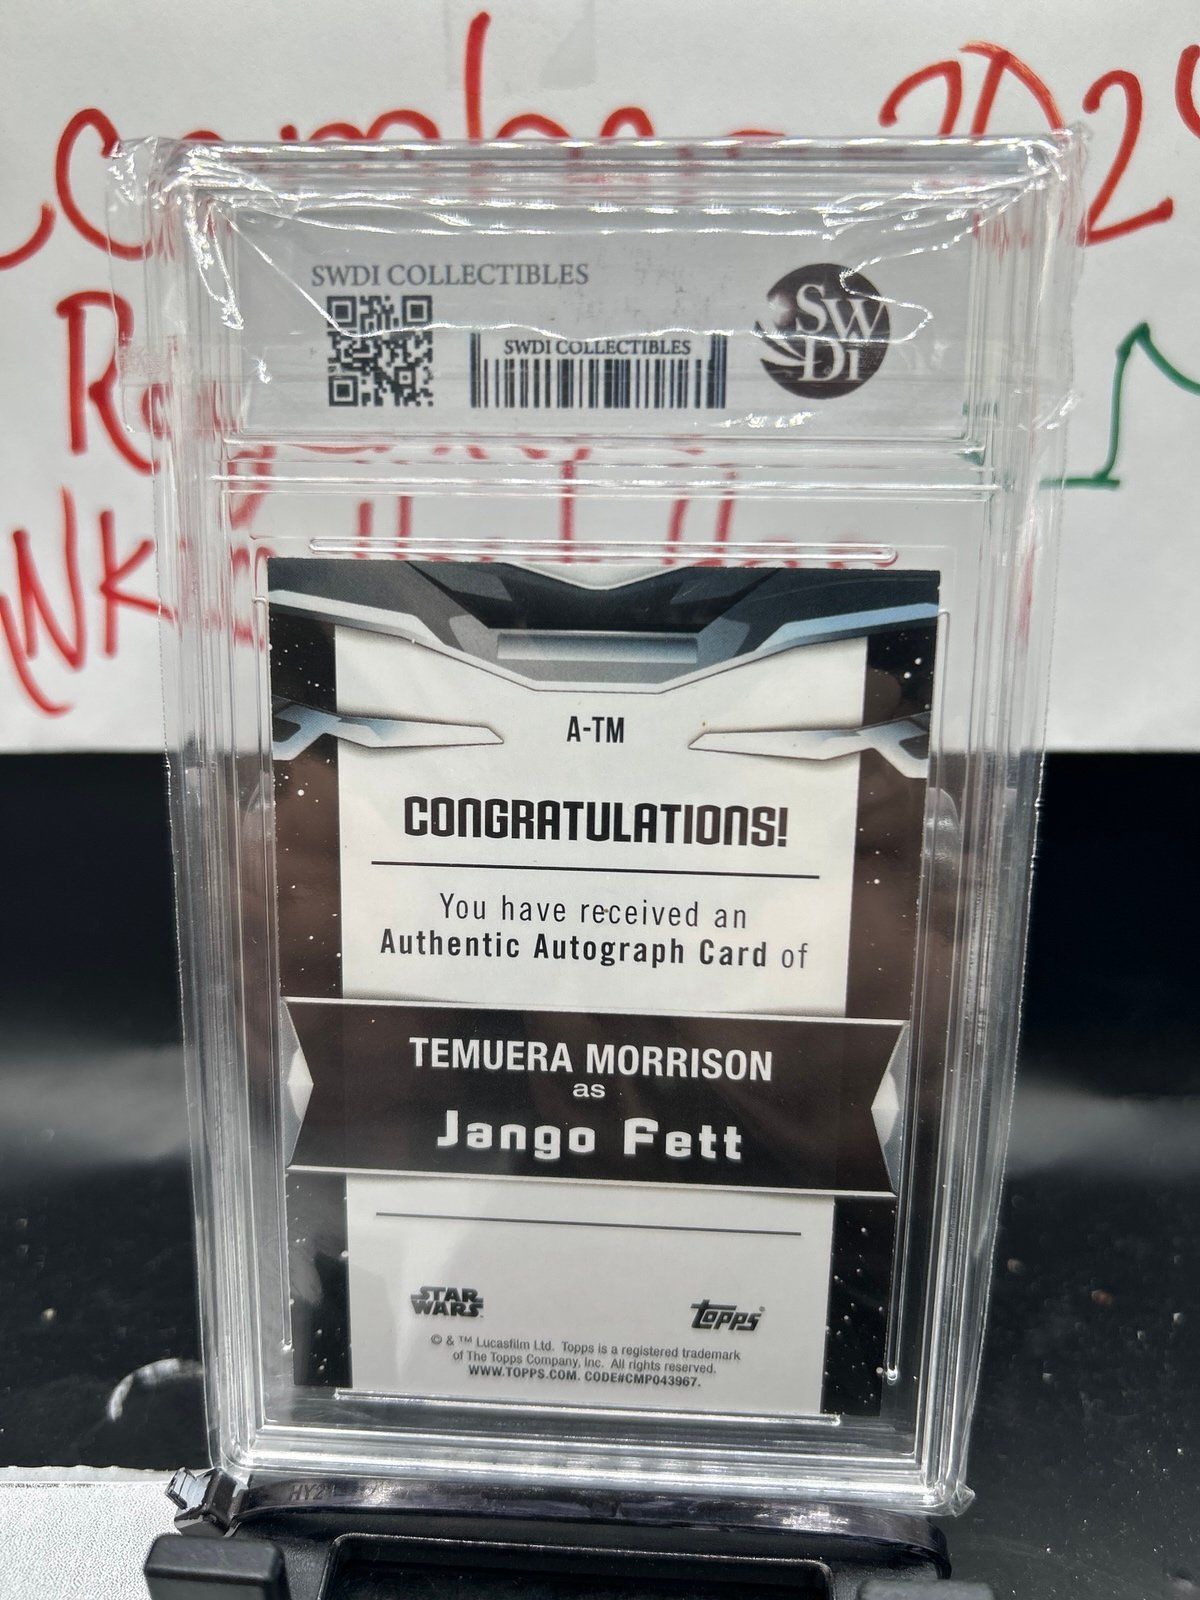 SWDI COLLECTIBLES
SWDI COLLECTIBLES
SW
DI
A-TM
CONGRATULATIONS!
You have received an
Authentic Autograph Card of
TEMUERA MORRISON
as
Jango Fett
STAR
WARS
Topps
© & ™ Lucasfilm Ltd. Topps is a registered trademark
of The Topps Company, Inc. All rights reserved.
WWW.TOPPS.COM. CODE#CMP043967.